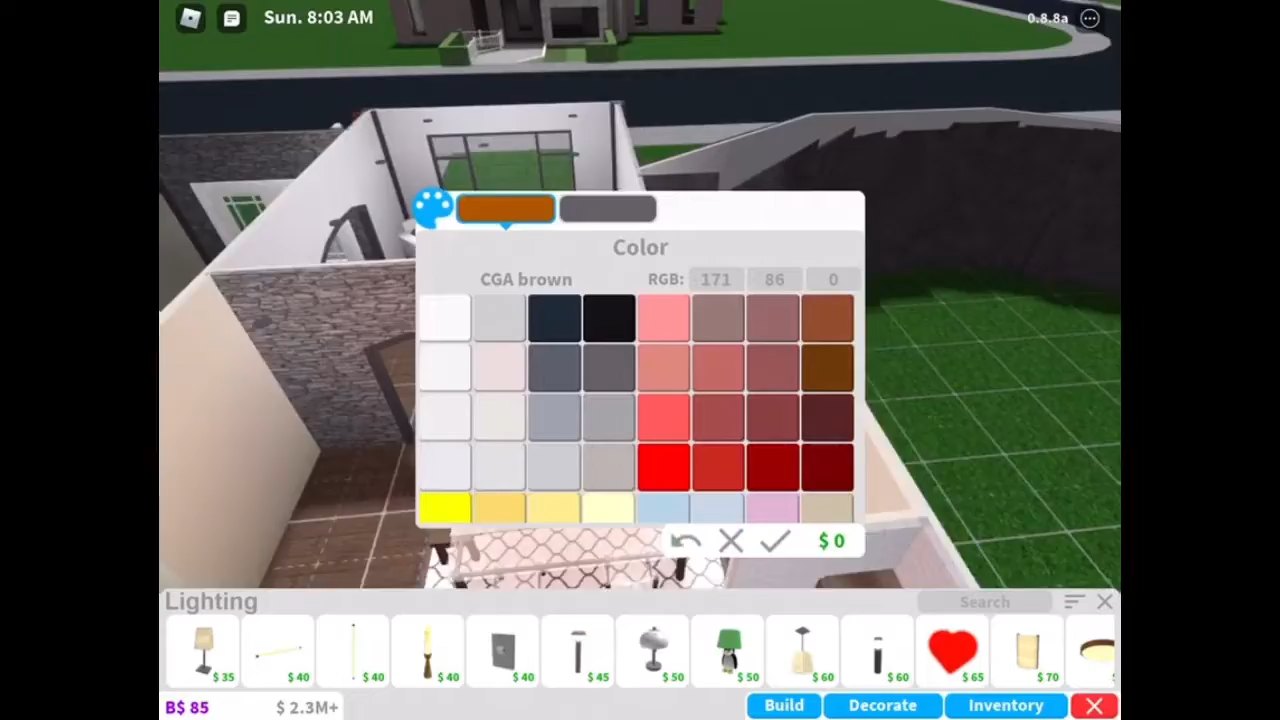 Sun. 8:03 AM
0.8.8a
Color
CGA brown RGB: 171 86 0
$ 0
Lighting Search
$ 35 $ 40 $ 40 $ 40 $ 40 $ 45 $ 50 $ 50 $ 60 $ 60 $ 65 $ 70
B$ 85 $ 2.3M+ Build Decorate Inventory